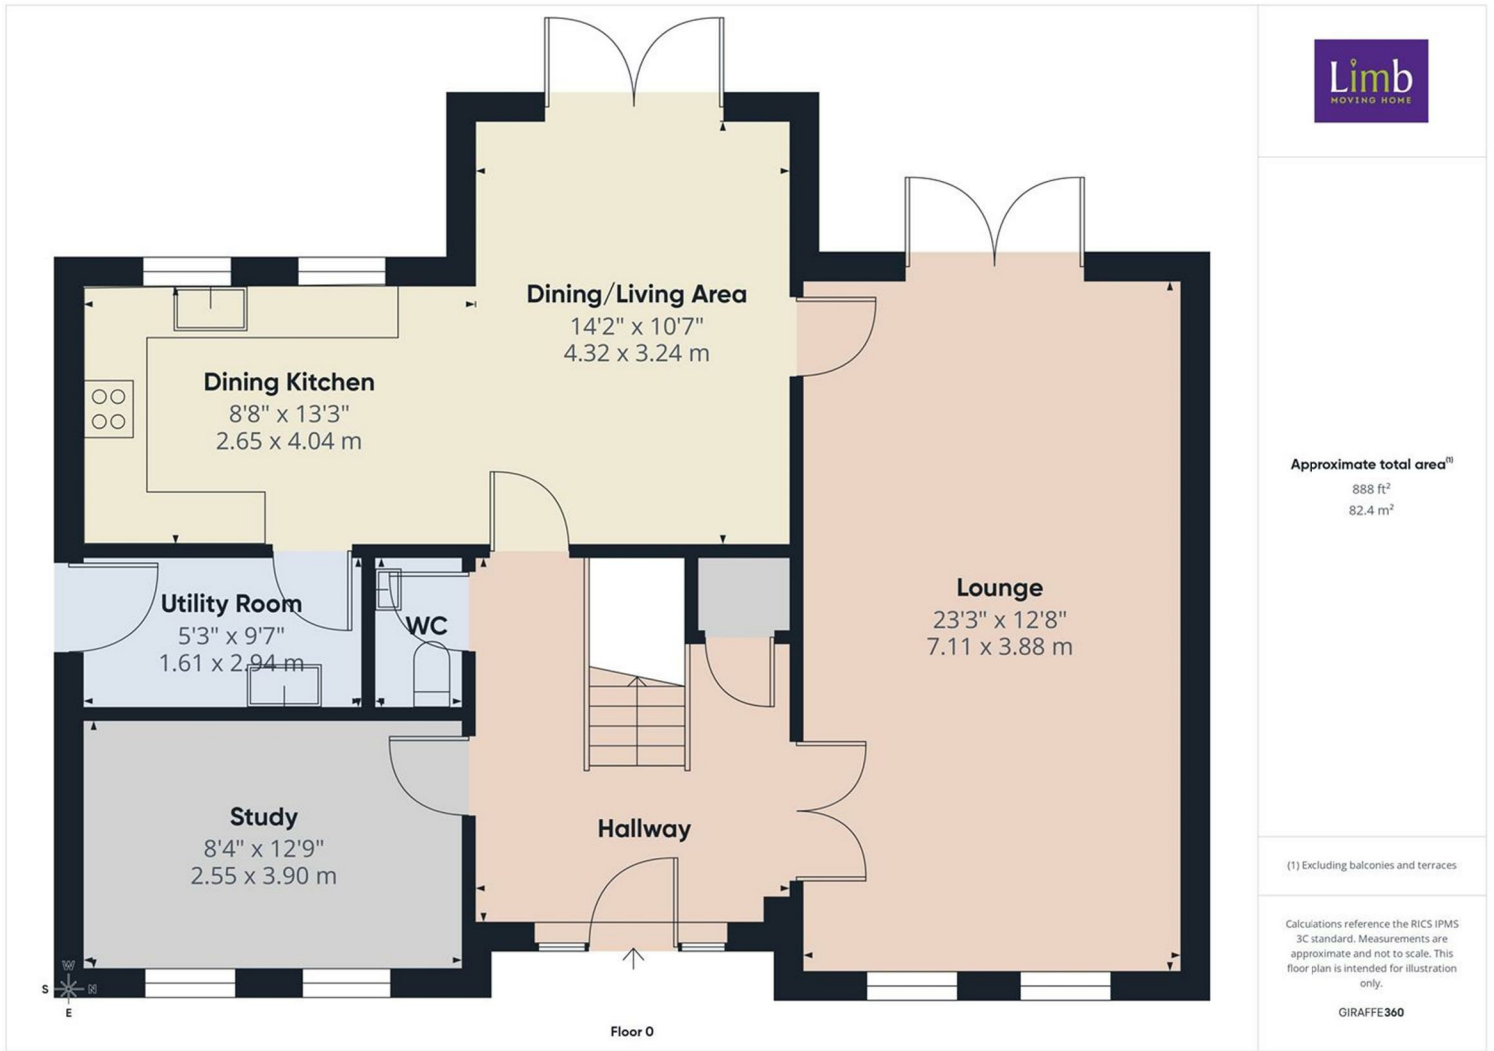 Limb
MOVING HOME
Dining/Living Area
14'2" x 10'7"
4.32 x 3.24 m
Dining Kitchen
8'8" x 13'3"
2.65 x 4.04 m
Lounge
23'3" x 12'8"
7.11 x 3.88 m
Utility Room
5'3" x 9'7"
1.61 x 2.94 m
WC
Study
8'4" x 12'9"
2.55 x 3.90 m
Hallway
W
S N
E
Floor 0
Approximate total area(1)
888 ft²
82.4 m²
(1) Excluding balconies and terraces
Calculations reference the RICS IPMS
3C standard. Measurements are
approximate and not to scale. This
floor plan is intended for illustration
only.
GIRAFFE360